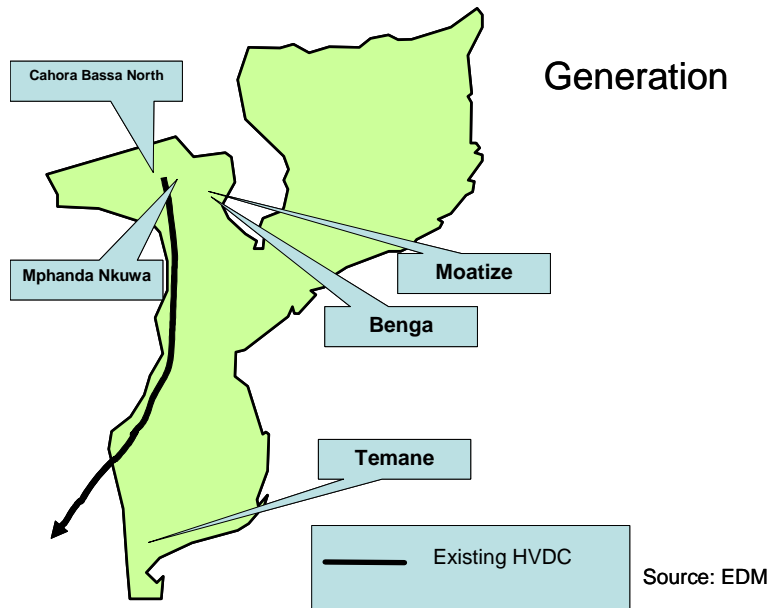 Generation
Cahora Bassa North
Mphanda Nkuwa
Moatize
Benga
Temane
Existing HVDC
Source: EDM